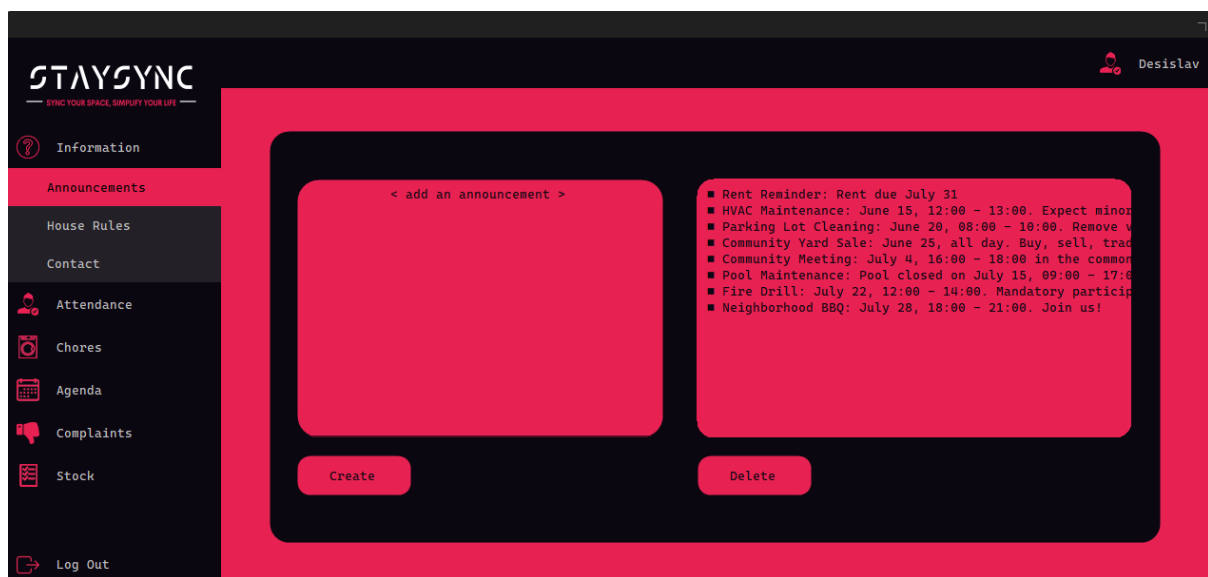 STAYSYNC
SYNC YOUR SPACE, SIMPLIFY YOUR LIFE
Desislav
Information
Announcements
House Rules
Contact
Attendance
Chores
Agenda
Complaints
Stock
Log Out
< add an announcement >
Create
■ Rent Reminder: Rent due July 31
■ HVAC Maintenance: June 15, 12:00 - 13:00. Expect minor
■ Parking Lot Cleaning: June 20, 08:00 - 10:00. Remove
■ Community Yard Sale: June 25, all day. Buy, sell, trad
■ Community Meeting: July 4, 16:00 - 18:00 in the common
■ Pool Maintenance: Pool closed on July 15, 09:00 - 17:0
■ Fire Drill: July 22, 12:00 - 14:00. Mandatory particip
■ Neighborhood BBQ: July 28, 18:00 - 21:00. Join us!
Delete